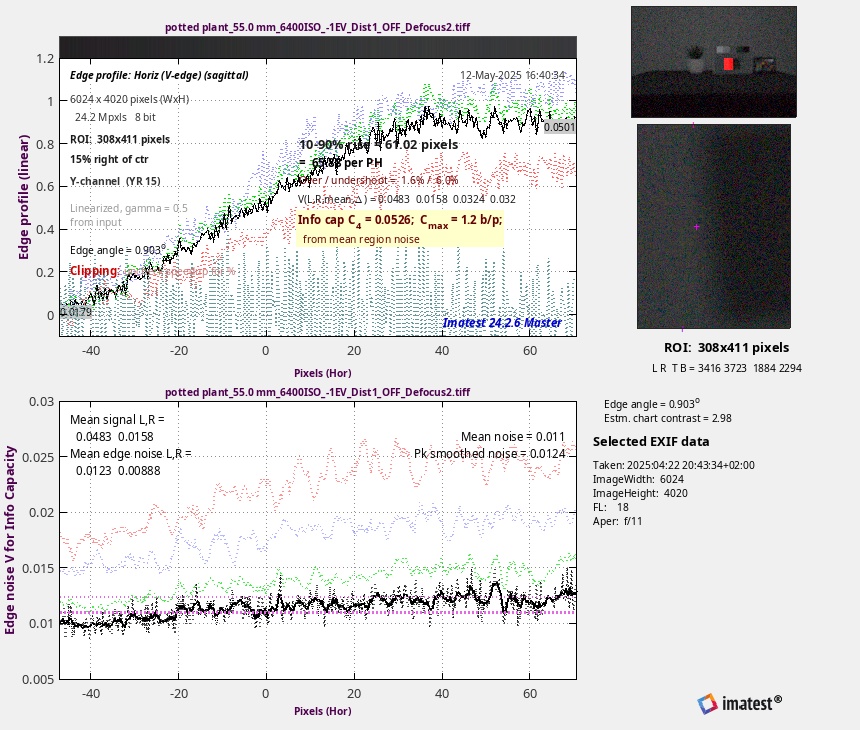 potted plant_55.0 mm_6400ISO_-1EV_Dist1_OFF_Defocus2.tiff
Edge profile: Horiz (V-edge) (sagittal)
12-May-2025 16:40:34
6024 x 4020 pixels (WxH)
24.2 Mpxls 8 bit
ROI: 308x411 pixels
15% right of ctr
Y-channel (YR 15)
Linearized, gamma = 0.5
from input
Edge angle = 0.903°
Clipping:
10-90% rise = 61.02 pixels
per PH
over / undershoot = 1.6% / 6.0%
V(L,R,mean,Δ) = 0.0483 0.0158 0.0324 0.032
Info cap C4 = 0.0526; Cmax = 1.2 b/p;
from mean region noise
0.0501
0.0179
Imatest 24.2.6 Master
Edge profile (linear)
1.2
1
0.8
0.6
0.4
0.2
0
-40 -20 0 20 40 60
Pixels (Hor)
potted plant_55.0 mm_6400ISO_-1EV_Dist1_OFF_Defocus2.tiff
Mean signal L,R =
0.0483 0.0158
Mean edge noise L,R =
0.0123 0.00888
Mean noise = 0.011
Pk smoothed noise = 0.0124
Edge noise V for Info Capacity
0.03
0.025
0.02
0.015
0.01
0.005
-40 -20 0 20 40 60
Pixels (Hor)
ROI: 308x411 pixels
L R T B = 3416 3723 1884 2294
Edge angle = 0.903°
Estm. chart contrast = 2.98
Selected EXIF data
Taken: 2025:04:22 20:43:34+02:00
ImageWidth: 6024
ImageHeight: 4020
FL: 18
Aper: f/11
imatest®